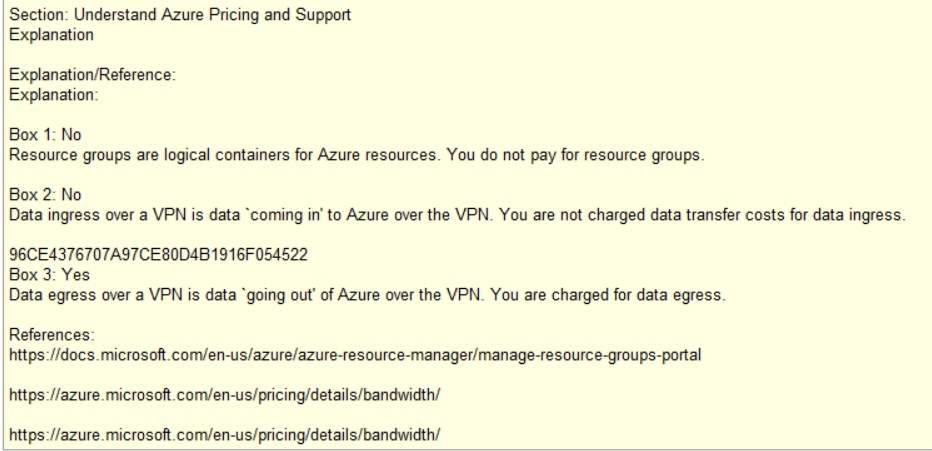 Section: Understand Azure Pricing and Support
Explanation
Explanation/Reference:
Explanation:
Box 1: No
Resource groups are logical containers for Azure resources. You do not pay for resource groups.
Box 2: No
Data ingress over a VPN is data `coming in' to Azure over the VPN. You are not charged data transfer costs for data ingress.
96CE4376707A97CE80D4B1916F054522
Box 3: Yes
Data egress over a VPN is data `going out' of Azure over the VPN. You are charged for data egress.
References:
https://docs.microsoft.com/en-us/azure/azure-resource-manager/manage-resource-groups-portal
https://azure.microsoft.com/en-us/pricing/details/bandwidth/
https://azure.microsoft.com/en-us/pricing/details/bandwidth/